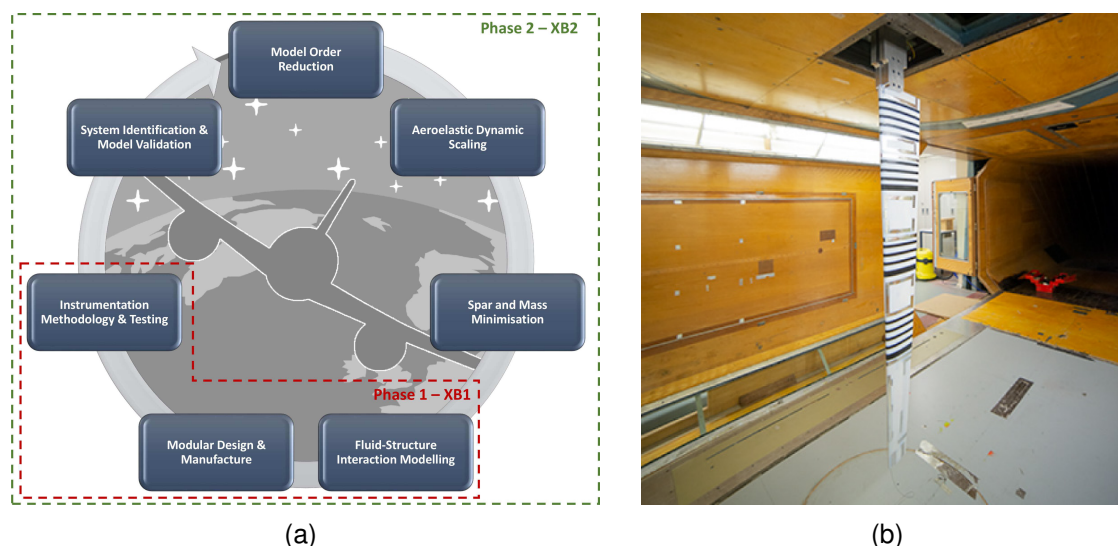 Phase 2 – XB2
Model Order
Reduction
System Identification &
Model Validation
Aeroelastic Dynamic
Scaling
Instrumentation
Methodology & Testing
Spar and Mass
Minimisation
Phase 1 – XB1
Modular Design &
Manufacture
Fluid-Structure
Interaction Modelling
(a)
(b)